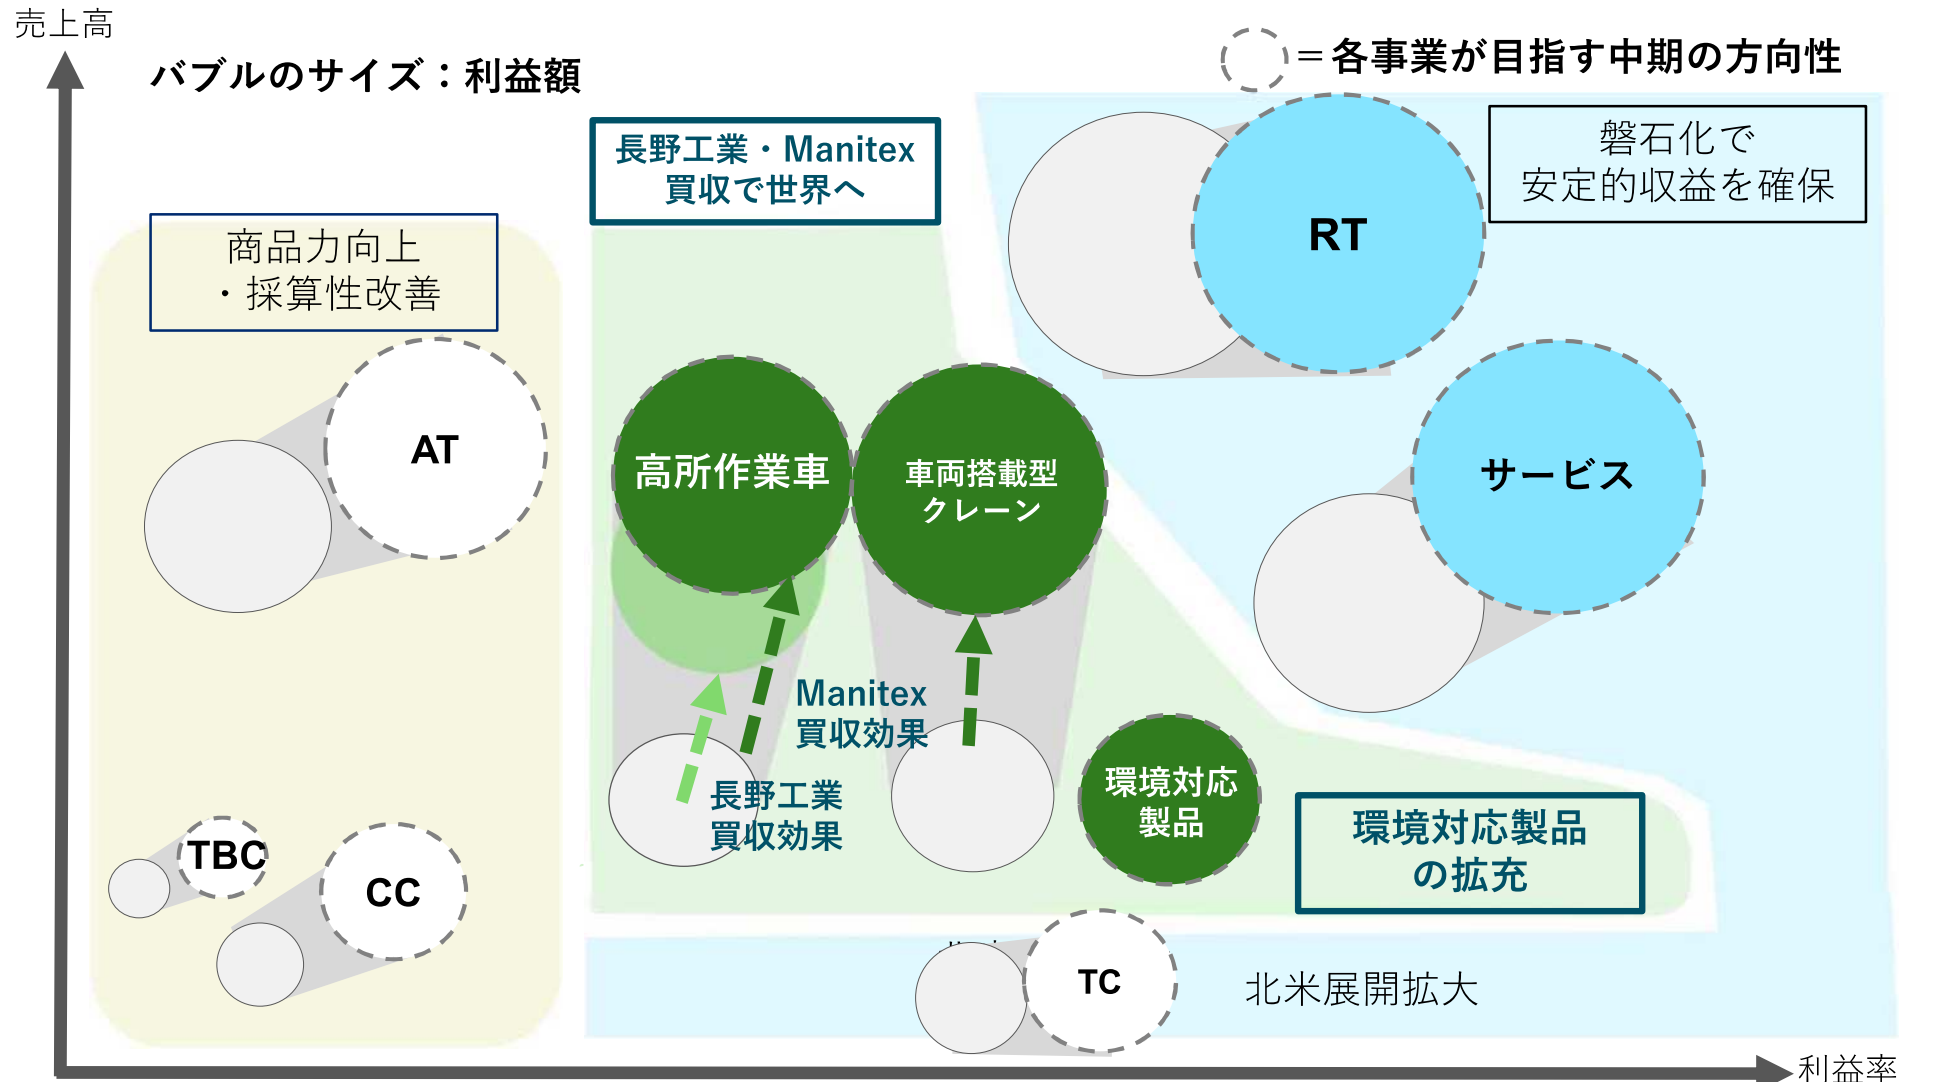 売上高
バブルのサイズ：利益額
＝各事業が目指す中期の方向性
長野工業・Manitex
買収で世界へ
磐石化で
安定的収益を確保
商品力向上
・採算性改善
RT
AT
高所作業車
車両搭載型
クレーン
サービス
Manitex
買収効果
長野工業
買収効果
環境対応
製品
環境対応製品
の拡充
TBC
CC
TC
北米展開拡大
利益率